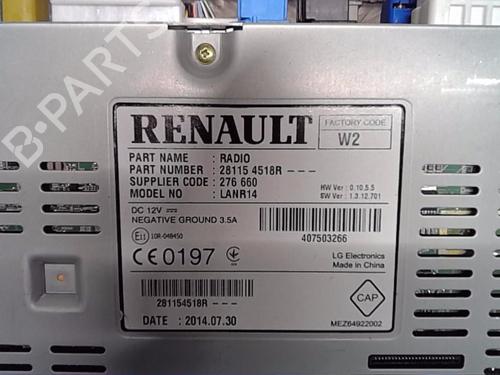 RENAULT
FACTORY CODE
W2
PART NAME : RADIO
PART NUMBER : 28115 4518R ---
SUPPLIER CODE : 276 660
MODEL NO : LANR14
HW Ver : 0.10.5.5
SW Ver : 1.3.12.701
DC 12V
NEGATIVE GROUND 3.5A
E11 10R-048450
407503266
CE 0197
LG Electronics
Made in China
281154518R ---
CAP
DATE : 2014.07.30
MEZ64922002
B-PARTS